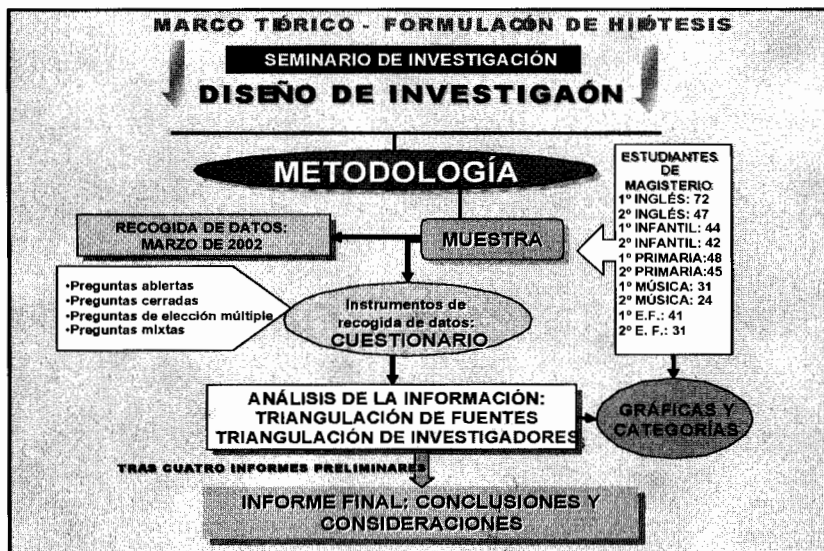 MARCO TIÓRICO - FORMULACÓN DE HIIÓTESIS
SEMINARIO DE INVESTIGACIÓN
DISEÑO DE INVESTIGAÓN
METODOLOGÍA
ESTUDIANTES
DE
MAGISTERIO:
1º INGLÉS: 72
2º INGLÉS: 47
1º INFANTIL: 44
2º INFANTIL: 42
1º PRIMARIA:48
2º PRIMARIA:45
1º MÚSICA: 31
2º MÚSICA: 24
1º E.F.: 41
2º E. F.: 31
RECOGIDA DE DATOS:
MARZO DE 2002
MUESTRA
•Preguntas abiertas
•Preguntas cerradas
•Preguntas de elección múltiple
•Preguntas mixtas
Instrumentos de
recogida de datos:
CUESTIONARIO
ANÁLISIS DE LA INFORMACIÓN:
TRIANGULACIÓN DE FUENTES
TRIANGULACIÓN DE INVESTIGADORES
GRÁFICAS Y
CATEGORÍAS
TRAS CUATRO INFORMES PRELIMINARES
INFORME FINAL: CONCLUSIONES Y
CONSIDERACIONES